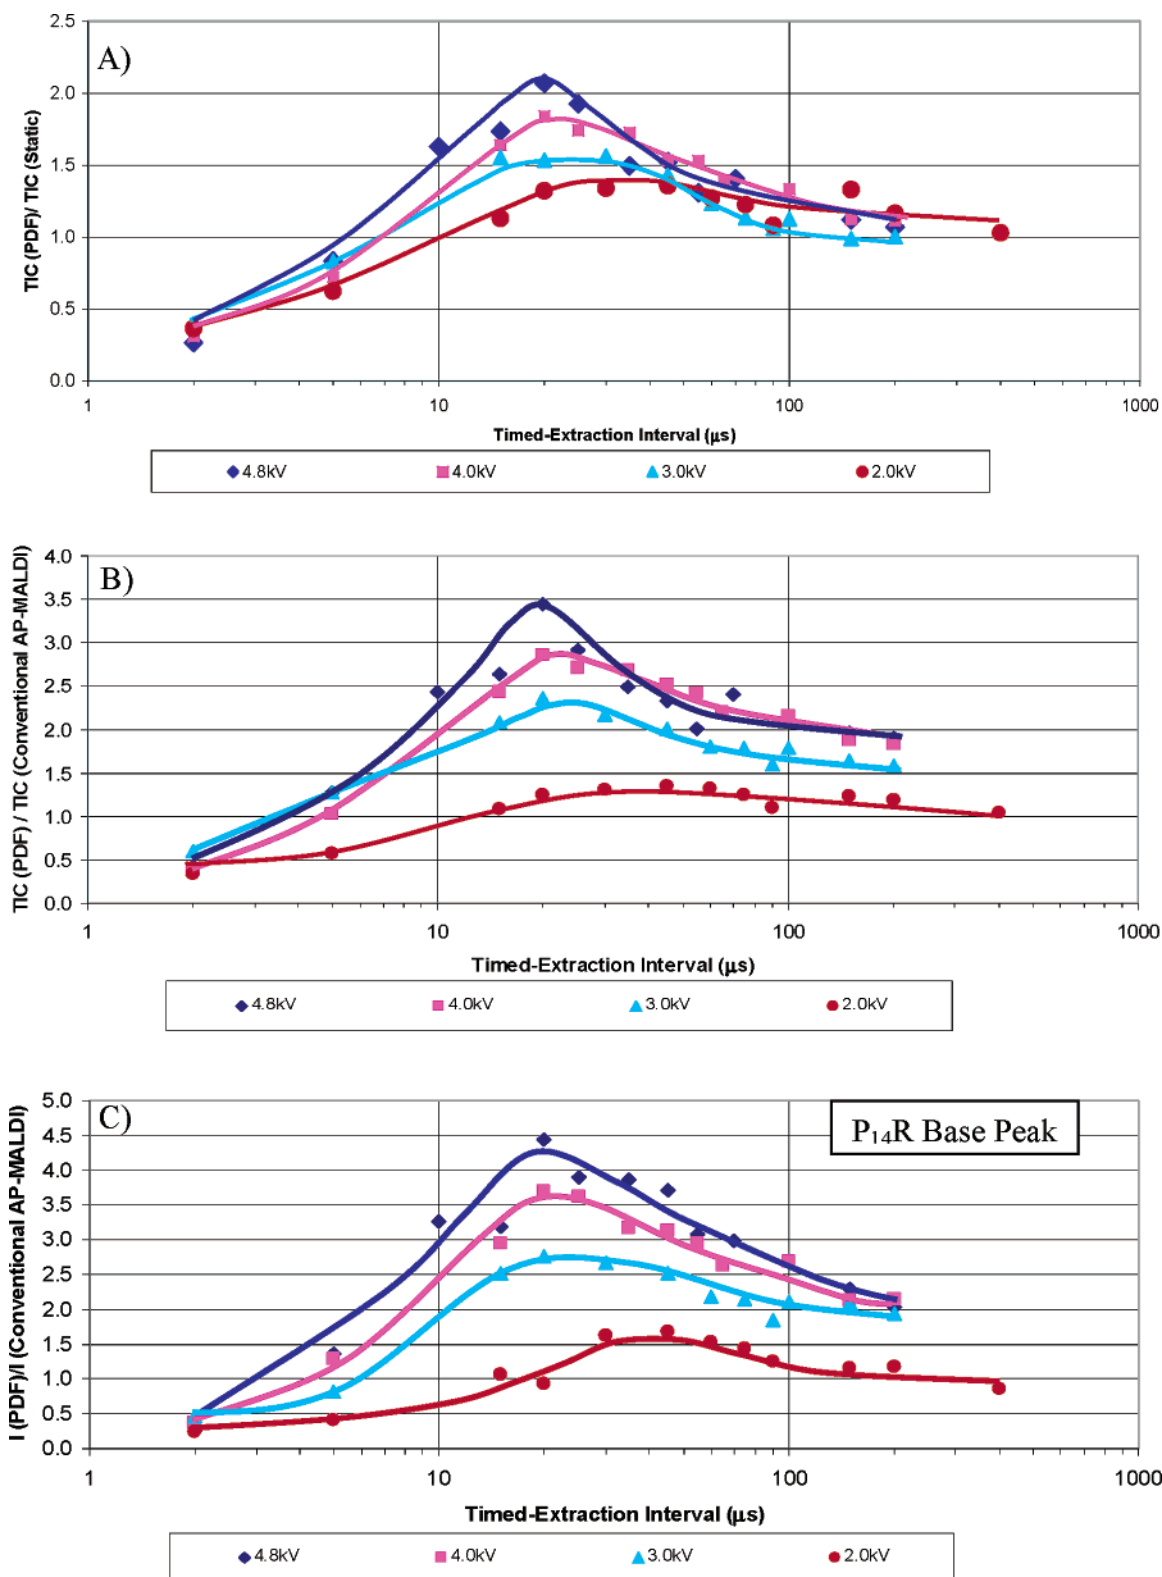 A)
2.5
2.0
1.5
1.0
0.5
0.0
TIC (PDF)/ TIC (Static)
1 10 100 1000
Timed-Extraction Interval (μs)
4.8kV 4.0kV 3.0kV 2.0kV
B)
4.0
3.5
3.0
2.5
2.0
1.5
1.0
0.5
0.0
TIC (PDF) / TIC (Conventional AP-MALDI)
1 10 100 1000
Timed-Extraction Interval (μs)
4.8kV 4.0kV 3.0kV 2.0kV
C)
P₁₄R Base Peak
5.0
4.5
4.0
3.5
3.0
2.5
2.0
1.5
1.0
0.5
0.0
I (PDF)/I (Conventional AP-MALDI)
1 10 100 1000
Timed-Extraction Interval (μs)
4.8kV 4.0kV 3.0kV 2.0kV